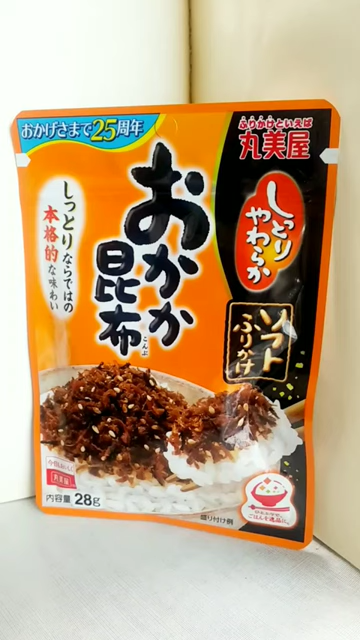 おかげさまで25周年
ふりかけといえば
丸美屋
しっとり
やわらか
ソフト
ふりかけ
おかか
昆布
こんぶ
しっとりならではの
本格的な味わい
内容量 28g
盛り付け例